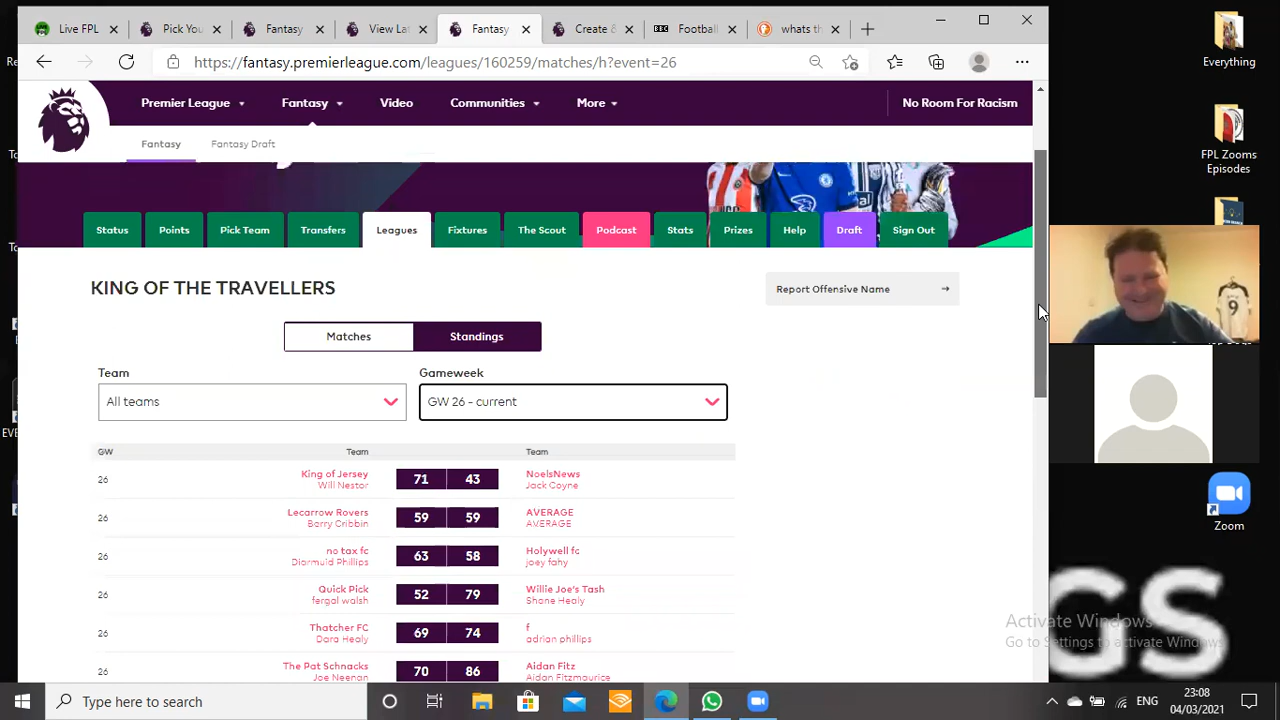 Live FPL
Pick You
Fantasy
View Lat
Fantasy
Create &
BBC
Football
whats th
https://fantasy.premierleague.com/leagues/160259/matches/h?event=26
Premier League
Fantasy
Video
Communities
More
No Room For Racism
Fantasy
Fantasy Draft
Status
Points
Pick Team
Transfers
Leagues
Fixtures
The Scout
Podcast
Stats
Prizes
Help
Draft
Sign Out
KING OF THE TRAVELLERS
Report Offensive Name
Matches
Standings
Team
Gameweek
All teams
GW 26 - current
GW Team Team
26 King of Jersey 71 43 NoelsNews
Will Nestor Jack Coyne
26 Lecarrow Rovers 59 59 AVERAGE
Barry Cribbin AVERAGE
26 no tax fc 63 58 Holywell fc
Diarmuid Phillips joey fahy
26 Quick Pick 52 79 Willie Joe's Tash
fergal walsh Shane Healy
26 Thatcher FC 69 74 f
Dara Healy adrian phillips
26 The Pat Schnacks 70 86 Aidan Fitz
Joe Neenan Aidan Fitzmaurice
Everything
FPL Zooms
Episodes
9
Zoom
GS
Activate Windows
Go to Settings to activate Windows.
Type here to search
ENG
23:08
04/03/2021